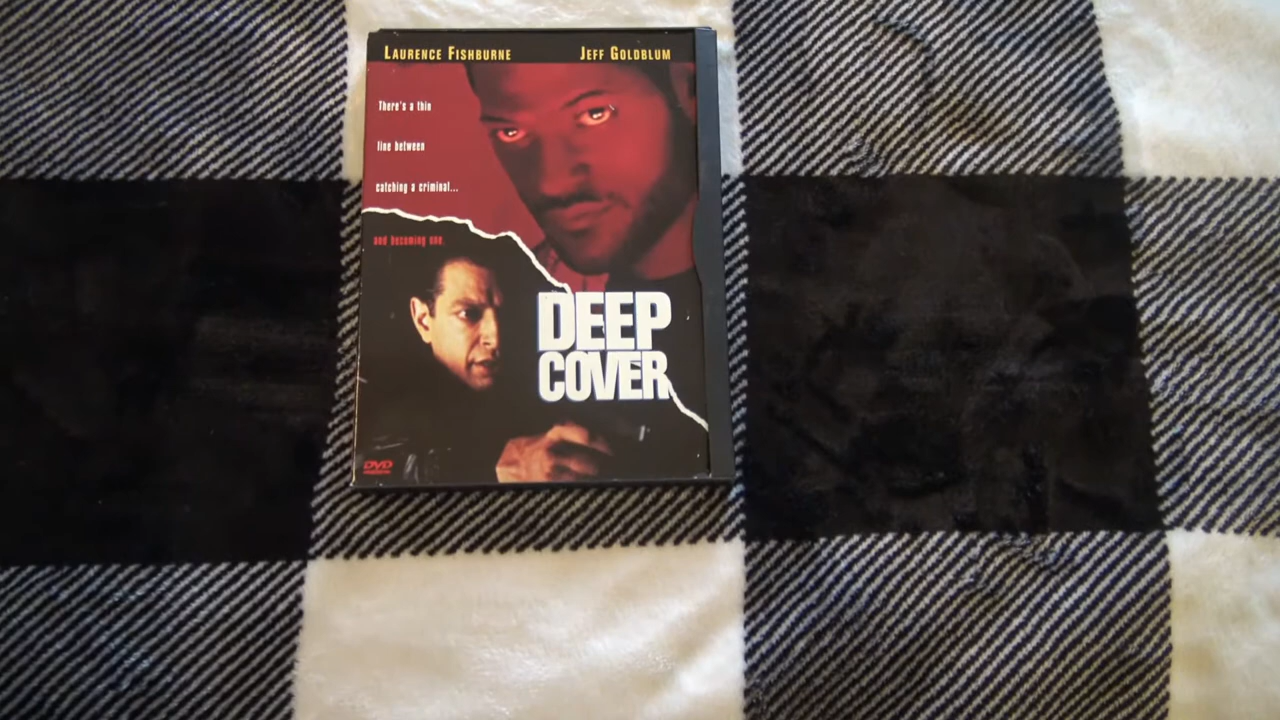 LAURENCE FISHBURNE JEFF GOLDBLUM
There's a thin
line between
catching a criminal...
and becoming one.
DEEP
COVER
DVD